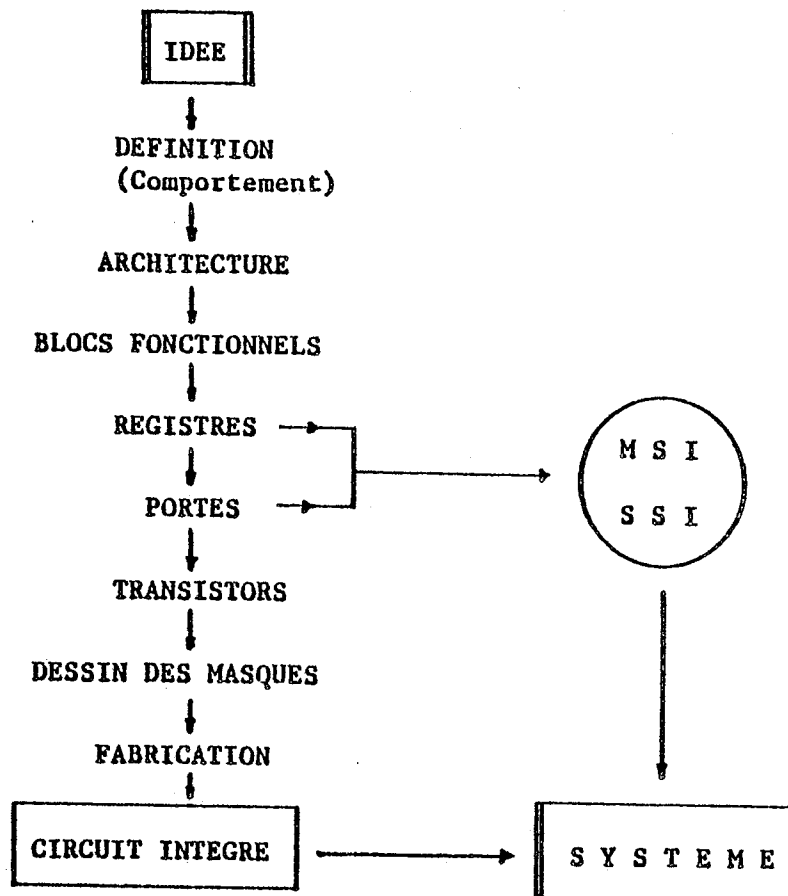 IDEE
DEFINITION
(Comportement)
ARCHITECTURE
BLOCS FONCTIONNELS
REGISTRES
PORTES
M S I
S S I
TRANSISTORS
DESSIN DES MASQUES
FABRICATION
CIRCUIT INTEGRE
S Y S T E M E